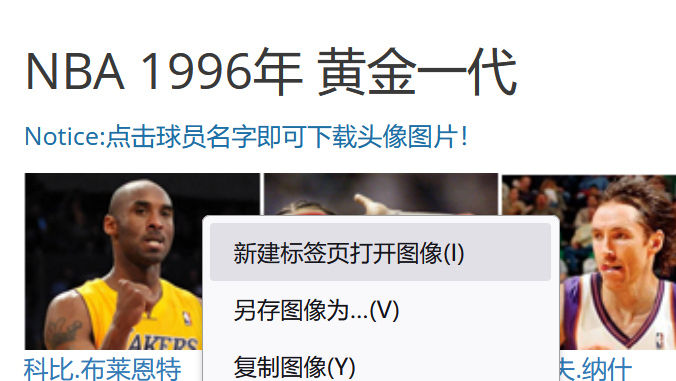 NBA 1996年 黄金一代
Notice:点击球员名字即可下载头像图片！
新建标签页打开图像(I)
另存图像为...(V)
复制图像(Y)
AKERS
科比.布莱恩特
夫.纳什